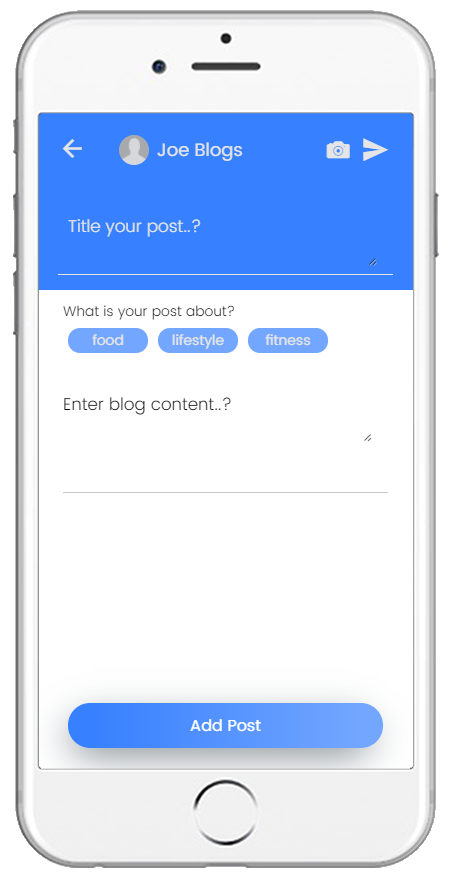 Joe Blogs
Title your post..?
What is your post about?
food lifestyle fitness
Enter blog content..?
Add Post